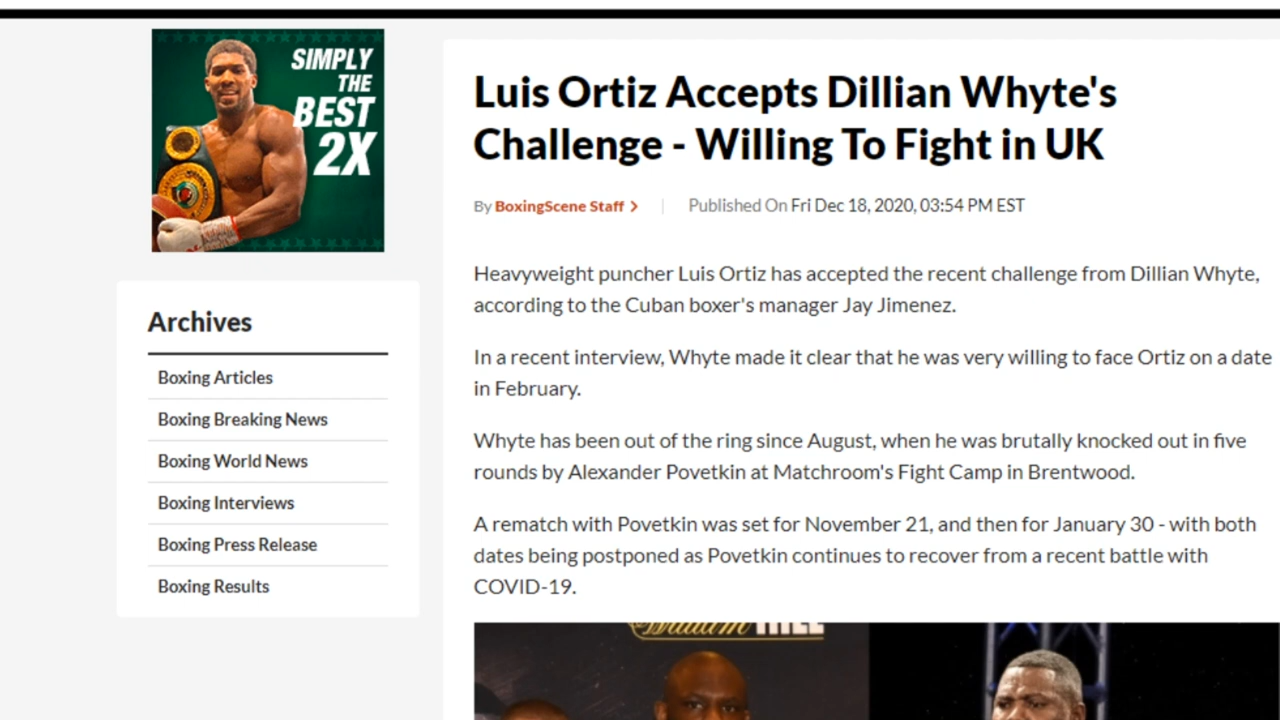 SIMPLY
THE
BEST
2X
Archives
Boxing Articles
Boxing Breaking News
Boxing World News
Boxing Interviews
Boxing Press Release
Boxing Results
Luis Ortiz Accepts Dillian Whyte's
Challenge - Willing To Fight in UK
By BoxingScene Staff > | Published On Fri Dec 18, 2020, 03:54 PM EST
Heavyweight puncher Luis Ortiz has accepted the recent challenge from Dillian Whyte,
according to the Cuban boxer's manager Jay Jimenez.
In a recent interview, Whyte made it clear that he was very willing to face Ortiz on a date
in February.
Whyte has been out of the ring since August, when he was brutally knocked out in five
rounds by Alexander Povetkin at Matchroom's Fight Camp in Brentwood.
A rematch with Povetkin was set for November 21, and then for January 30 - with both
dates being postponed as Povetkin continues to recover from a recent battle with
COVID-19.
William HILL